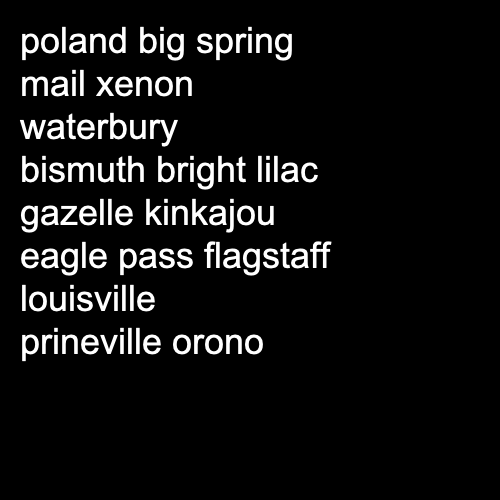 poland big spring
mail xenon
waterbury
bismuth bright lilac
gazelle kinkajou
eagle pass flagstaff
louisville
prineville orono